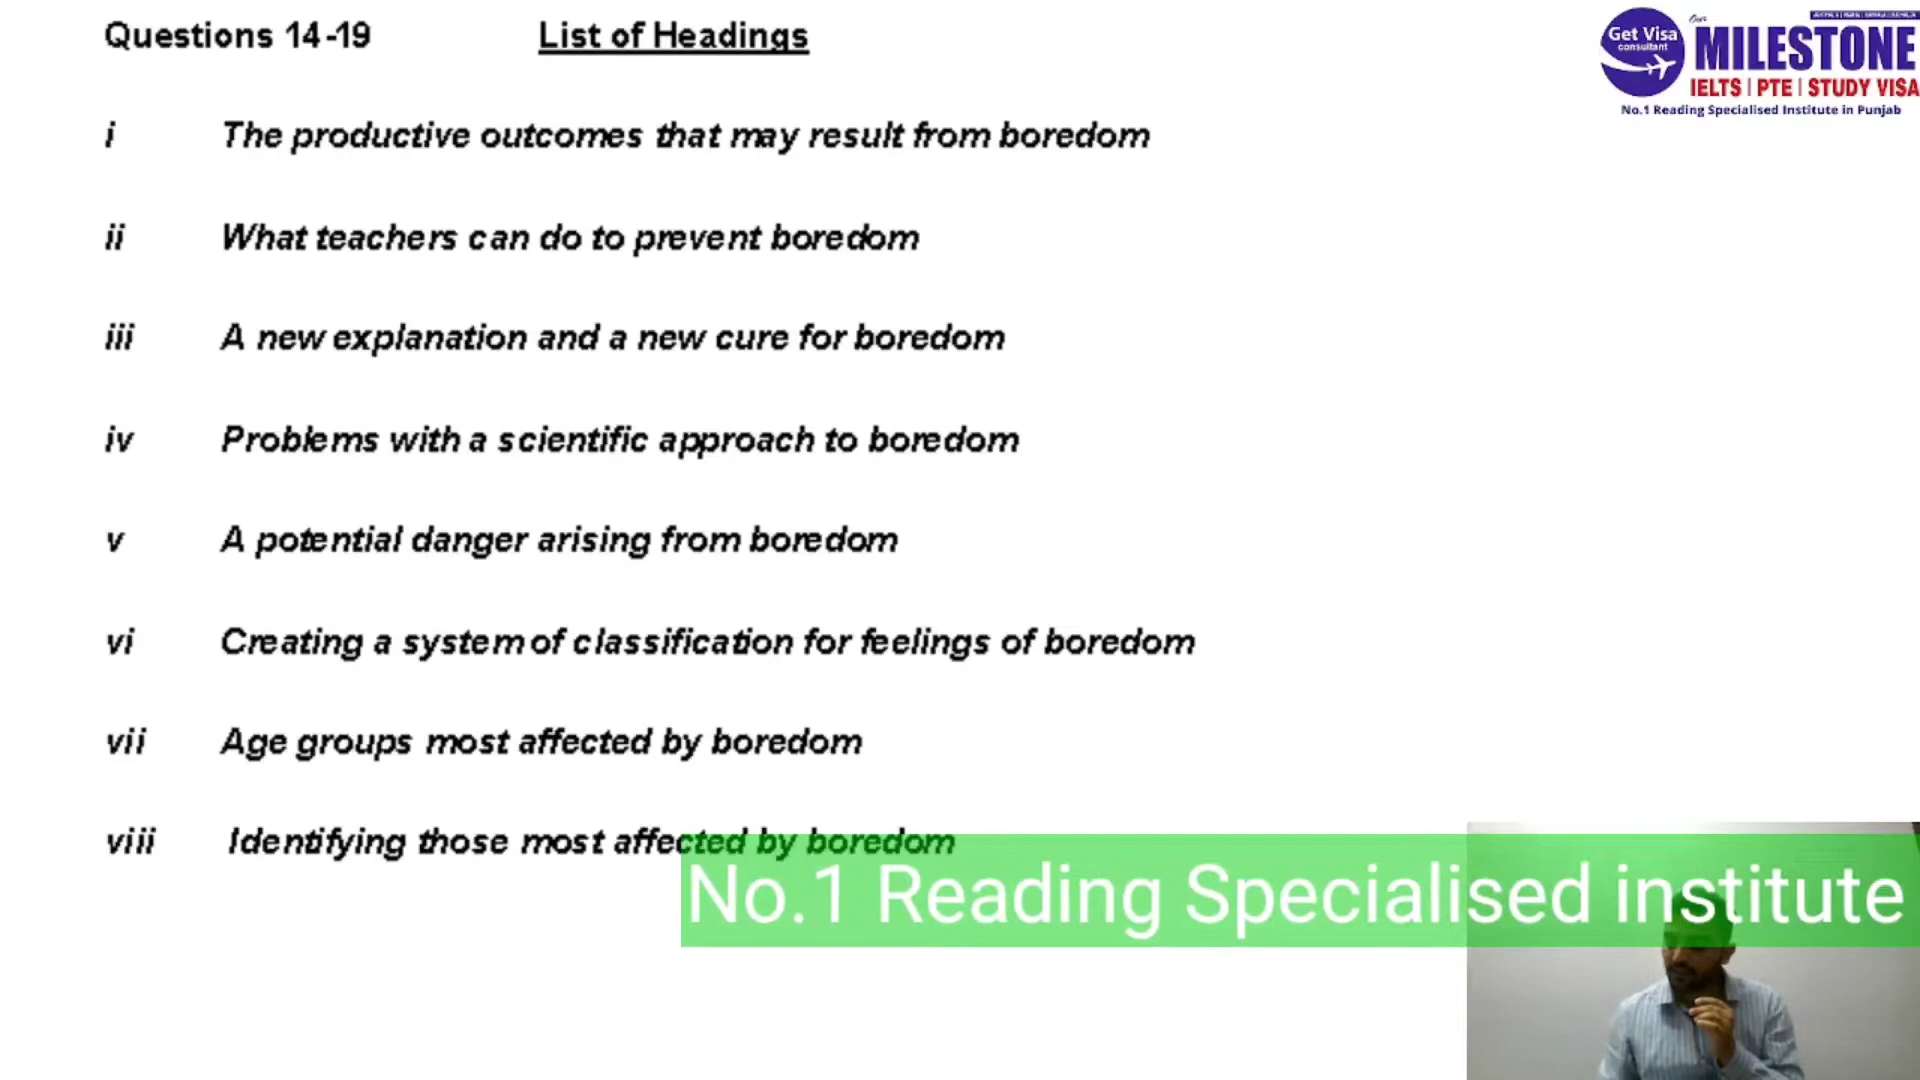 Questions 14-19 List of Headings
Get Visa
consultant
Our
MILESTONE
IELTS | PTE | STUDY VISA
No.1 Reading Specialised Institute in Punjab
i The productive outcomes that may result from boredom
ii What teachers can do to prevent boredom
iii A new explanation and a new cure for boredom
iv Problems with a scientific approach to boredom
v A potential danger arising from boredom
vi Creating a system of classification for feelings of boredom
vii Age groups most affected by boredom
viii Identifying those most affected by boredom
No.1 Reading Specialised institute